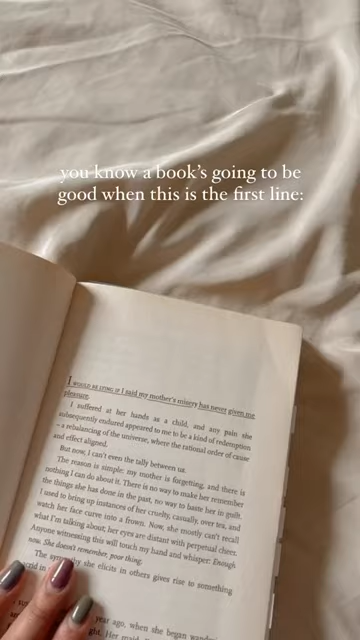 you know a book's going to be
good when this is the first line:
I WOULD BE LYING IF I said my mother's misery has never given me
pleasure.
I suffered at her hands as a child, and any pain she
subsequently endured appeared to me to be a kind of redemption
– a rebalancing of the universe, where the rational order of cause
and effect aligned.
But now, I can't even the tally between us.
The reason is simple: my mother is forgetting, and there is
nothing I can do about it. There is no way to make her remember
the things she has done in the past, no way to baste her in guilt.
I used to bring up instances of her cruelty, casually, over tea, and
watch her face curve into a frown. Now, she mostly can't recall
what I'm talking about; her eyes are distant with perpetual cheer.
Anyone witnessing this will touch my hand and whisper: Enough
now. She doesn't remember, poor thing.
The sympathy she elicits in others gives rise to something
year ago, when she began